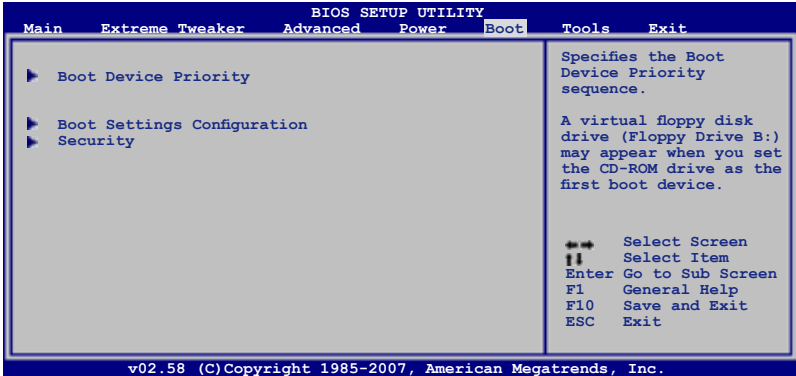 BIOS SETUP UTILITY
Main Extreme Tweaker Advanced Power Boot Tools Exit
Boot Device Priority
Boot Settings Configuration
Security
Specifies the Boot
Device Priority
sequence.
A virtual floppy disk
drive (Floppy Drive B:)
may appear when you set
the CD-ROM drive as the
first boot device.
Select Screen
Select Item
Enter Go to Sub Screen
F1 General Help
F10 Save and Exit
ESC Exit
v02.58 (C)Copyright 1985-2007, American Megatrends, Inc.